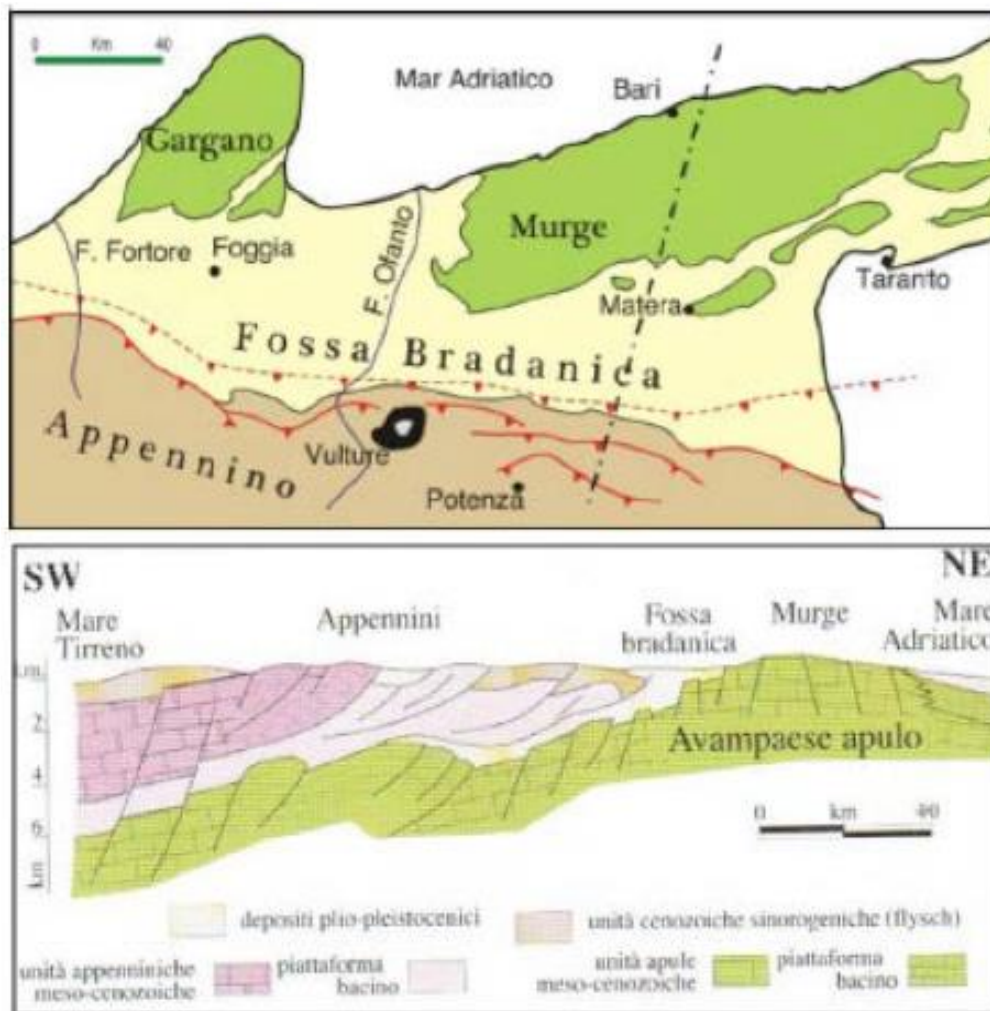 0 Km 40
Mar Adriatico
Bari
Gargano
Murge
F. Fortore
Foggia
F. Ofanto
Matera
Taranto
Fossa Bradanica
Appennino
Vulture
Potenza
SW
NE
Mare
Tirreno
Appennini
Fossa
bradanica
Murge
Mare
Adriatico
km
2
4
6
km
Avampaese apulo
0 km 40
depositi plio-pleistocenici
unità cenozoiche sinorogeniche (flysch)
unità appenniniche
meso-cenozoiche
piattaforma
bacino
unità apule
meso-cenozoiche
piattaforma
bacino